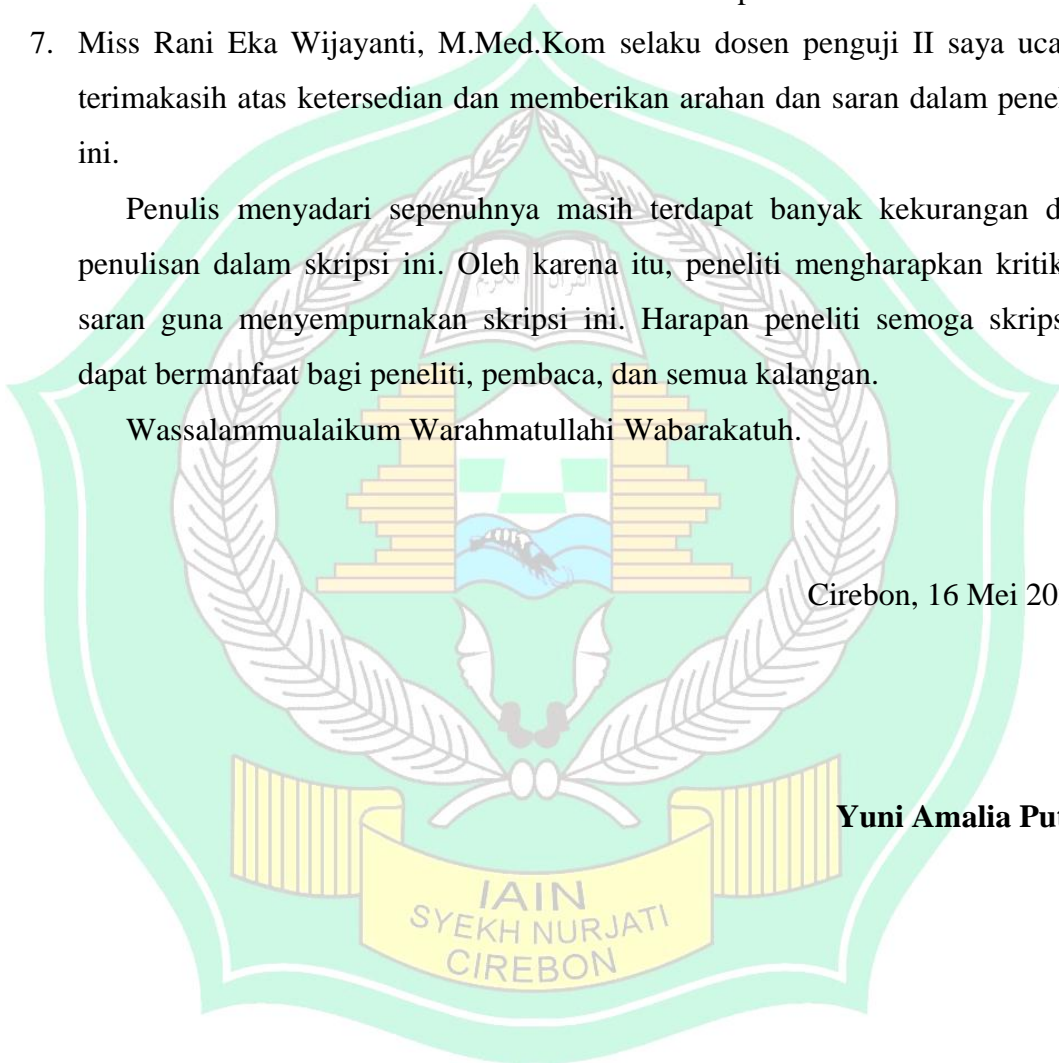 7. Miss Rani Eka Wijayanti, M.Med.Kom selaku dosen penguji II saya uca
terimakasih atas ketersedian dan memberikan arahan dan saran dalam pene
ini.
Penulis menyadari sepenuhnya masih terdapat banyak kekurangan d
penulisan dalam skripsi ini. Oleh karena itu, peneliti mengharapkan kritik
saran guna menyempurnakan skripsi ini. Harapan peneliti semoga skrips
dapat bermanfaat bagi peneliti, pembaca, dan semua kalangan.
Wassalammualaikum Warahmatullahi Wabarakatuh.
Cirebon, 16 Mei 20
Yuni Amalia Put
IAIN
SYEKH NURJATI
CIREBON